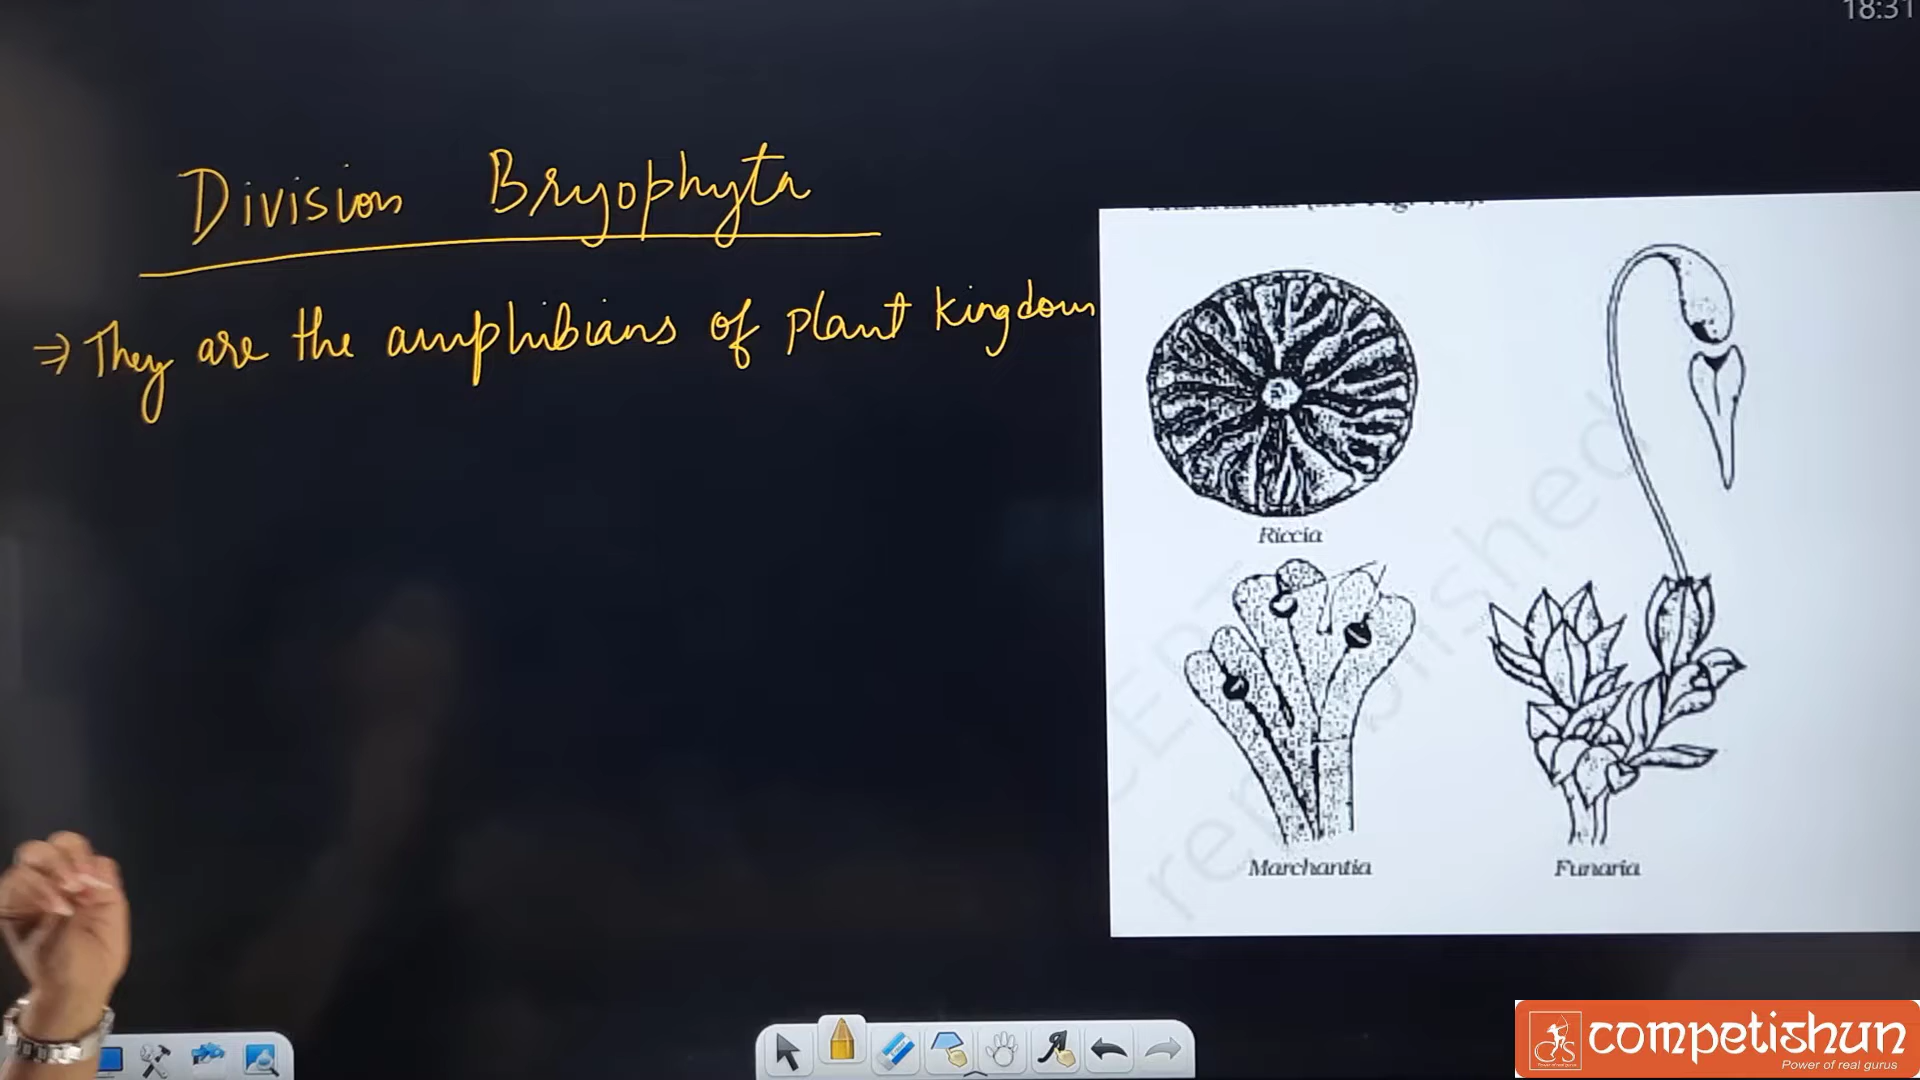 18:31
Division Bryophyta
⇒ They are the amphibians of plant kingdom
Riccia
Marchantia
Funaria
competishun
Power of real gurus